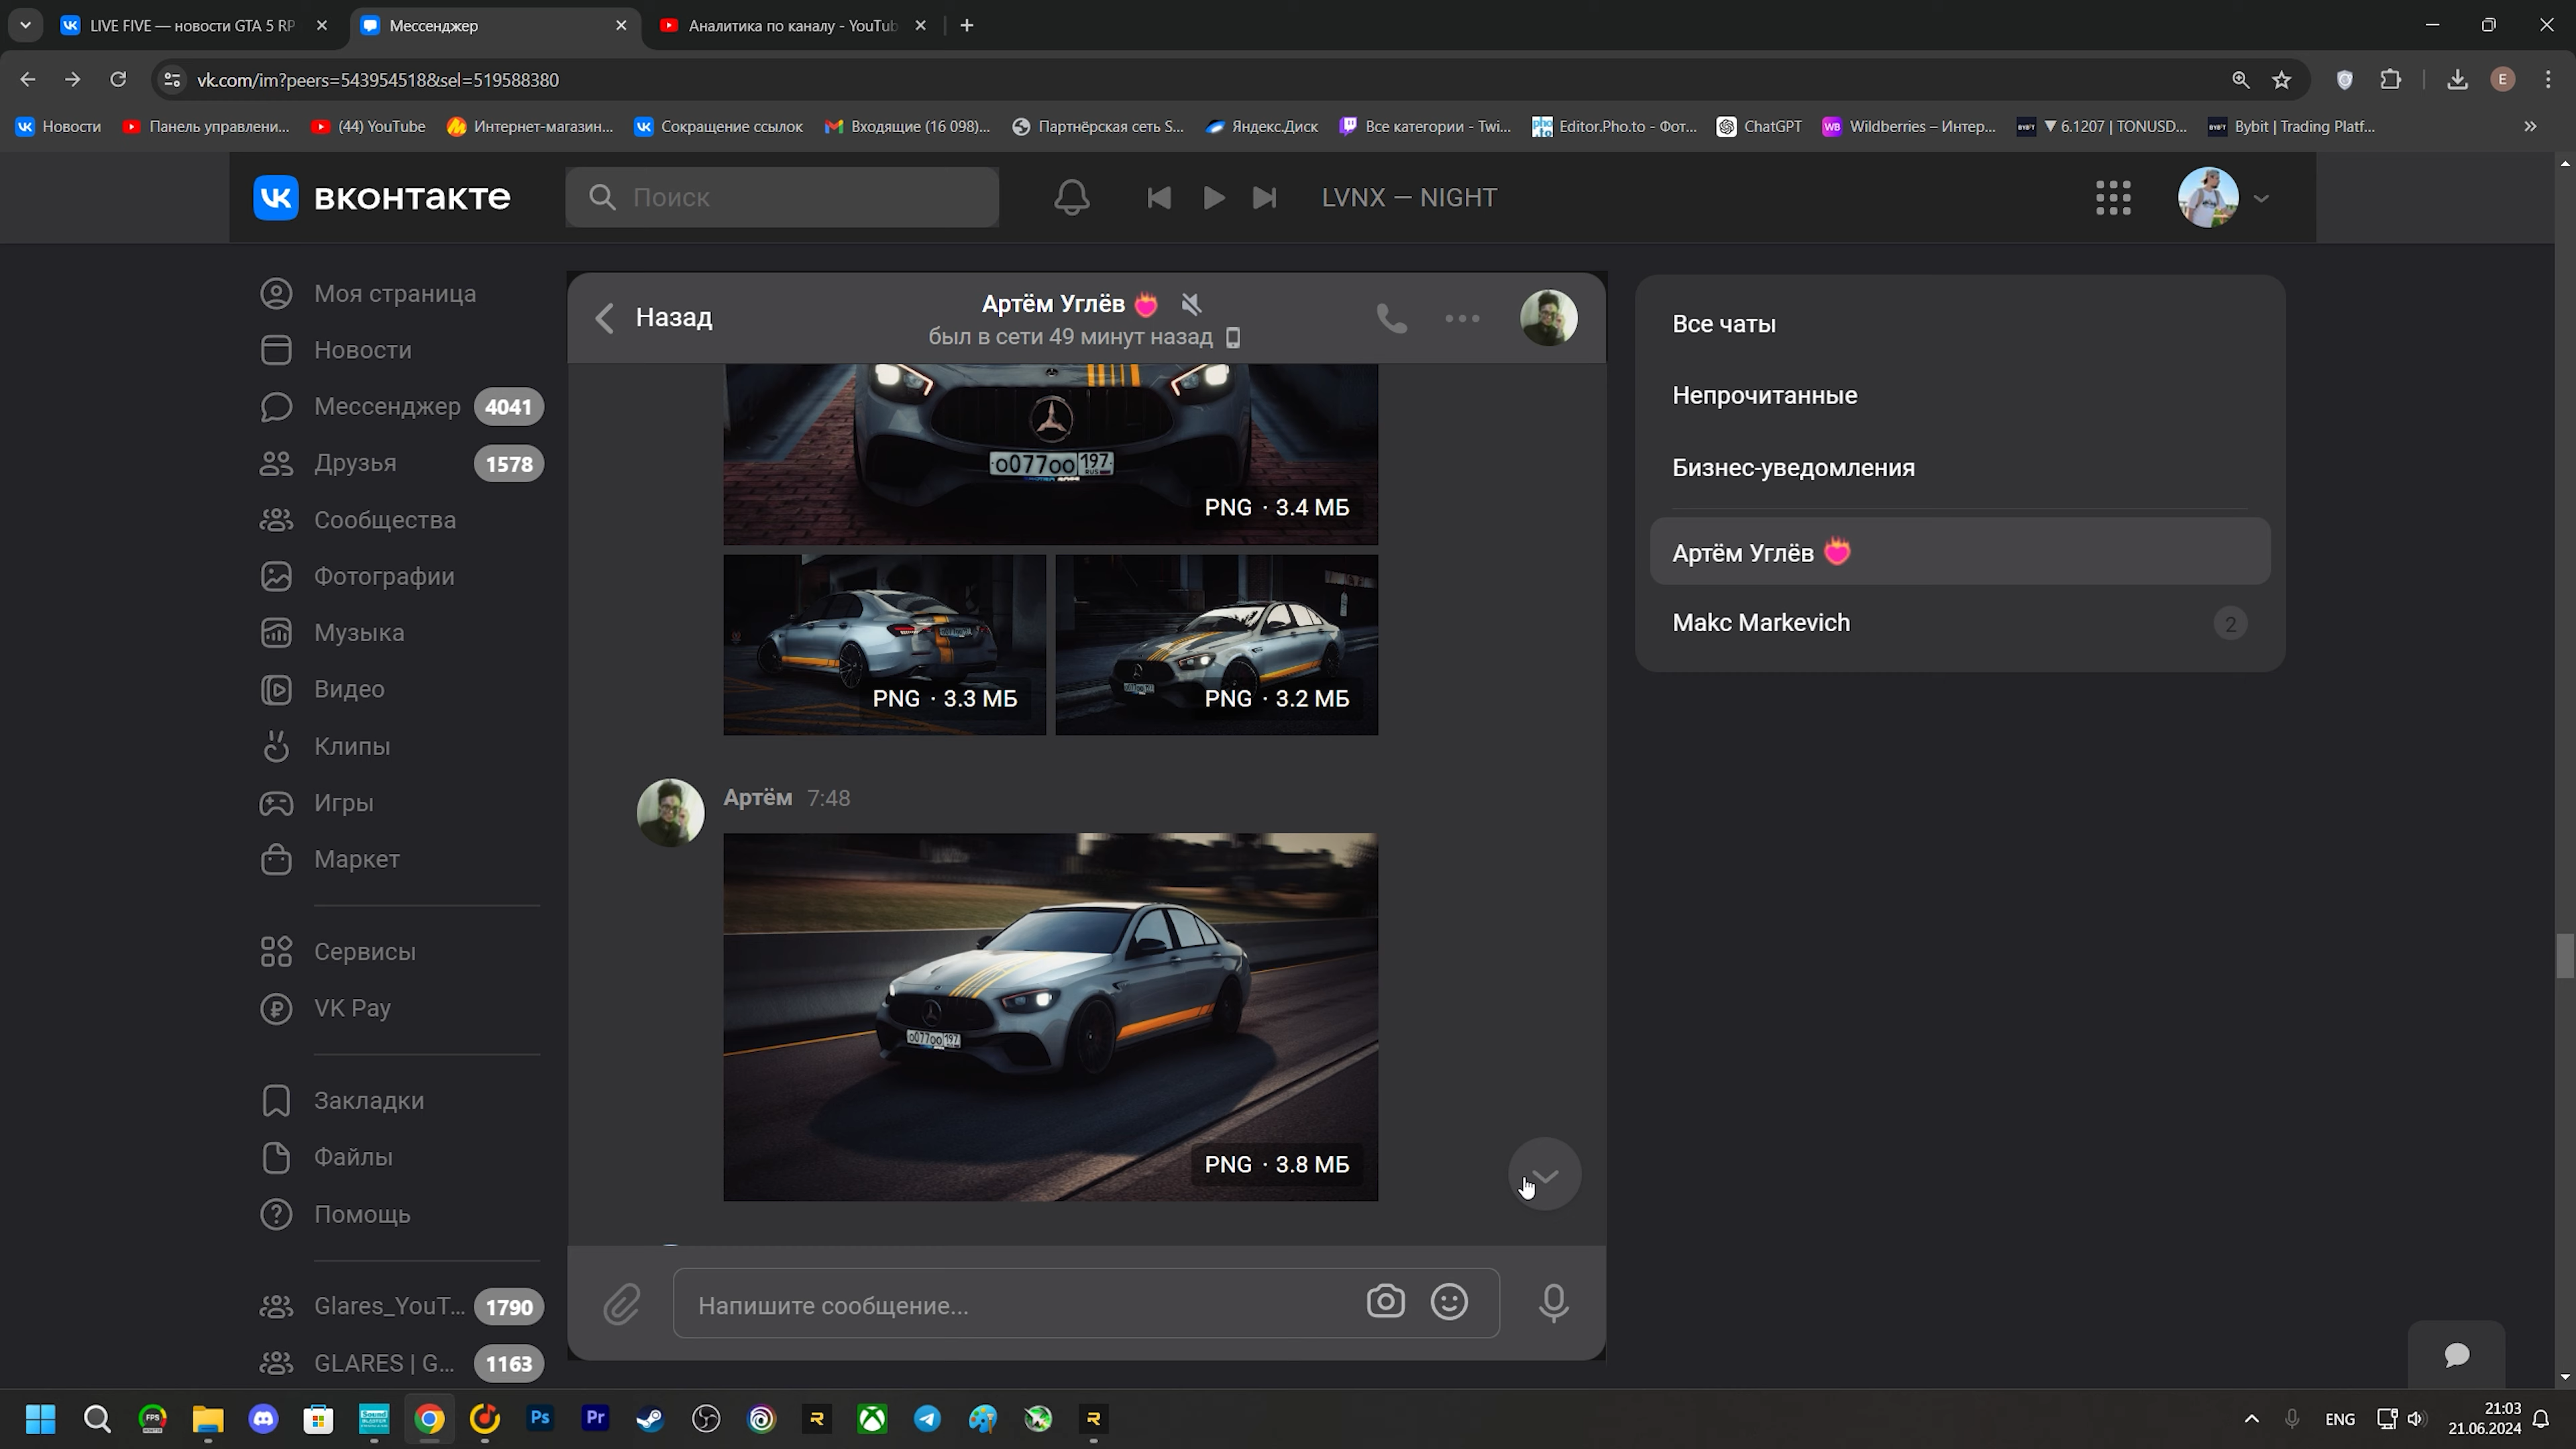 LIVE FIVE — новости GTA 5 RP
Мессенджер
Аналитика по каналу - YouTub
vk.com/im?peers=543954518&sel=519588380
E
Новости
Панель управлени...
(44) YouTube
Интернет-магазин...
Сокращение ссылок
Входящие (16 098)...
Партнёрская сеть S...
Яндекс.Диск
Все категории - Twi...
Editor.Pho.to - Фот...
ChatGPT
Wildberries – Интер...
▼ 6.1207 | TONUSD...
Bybit | Trading Platf...
вконтакте
Поиск
LVNX — NIGHT
Моя страница
Новости
Мессенджер 4041
Друзья 1578
Сообщества
Фотографии
Музыка
Видео
Клипы
Игры
Маркет
Сервисы
VK Pay
Закладки
Файлы
Помощь
Glares_YouT... 1790
GLARES | G... 1163
Назад
Артём Углёв
был в сети 49 минут назад
о077оо 197
RUS
PNG · 3.4 МБ
PNG · 3.3 МБ
PNG · 3.2 МБ
Артём 7:48
о077оо 197
PNG · 3.8 МБ
Напишите сообщение...
Все чаты
Непрочитанные
Бизнес-уведомления
Артём Углёв
Макс Markevich 2
Ps
Pr
ENG
21:03
21.06.2024